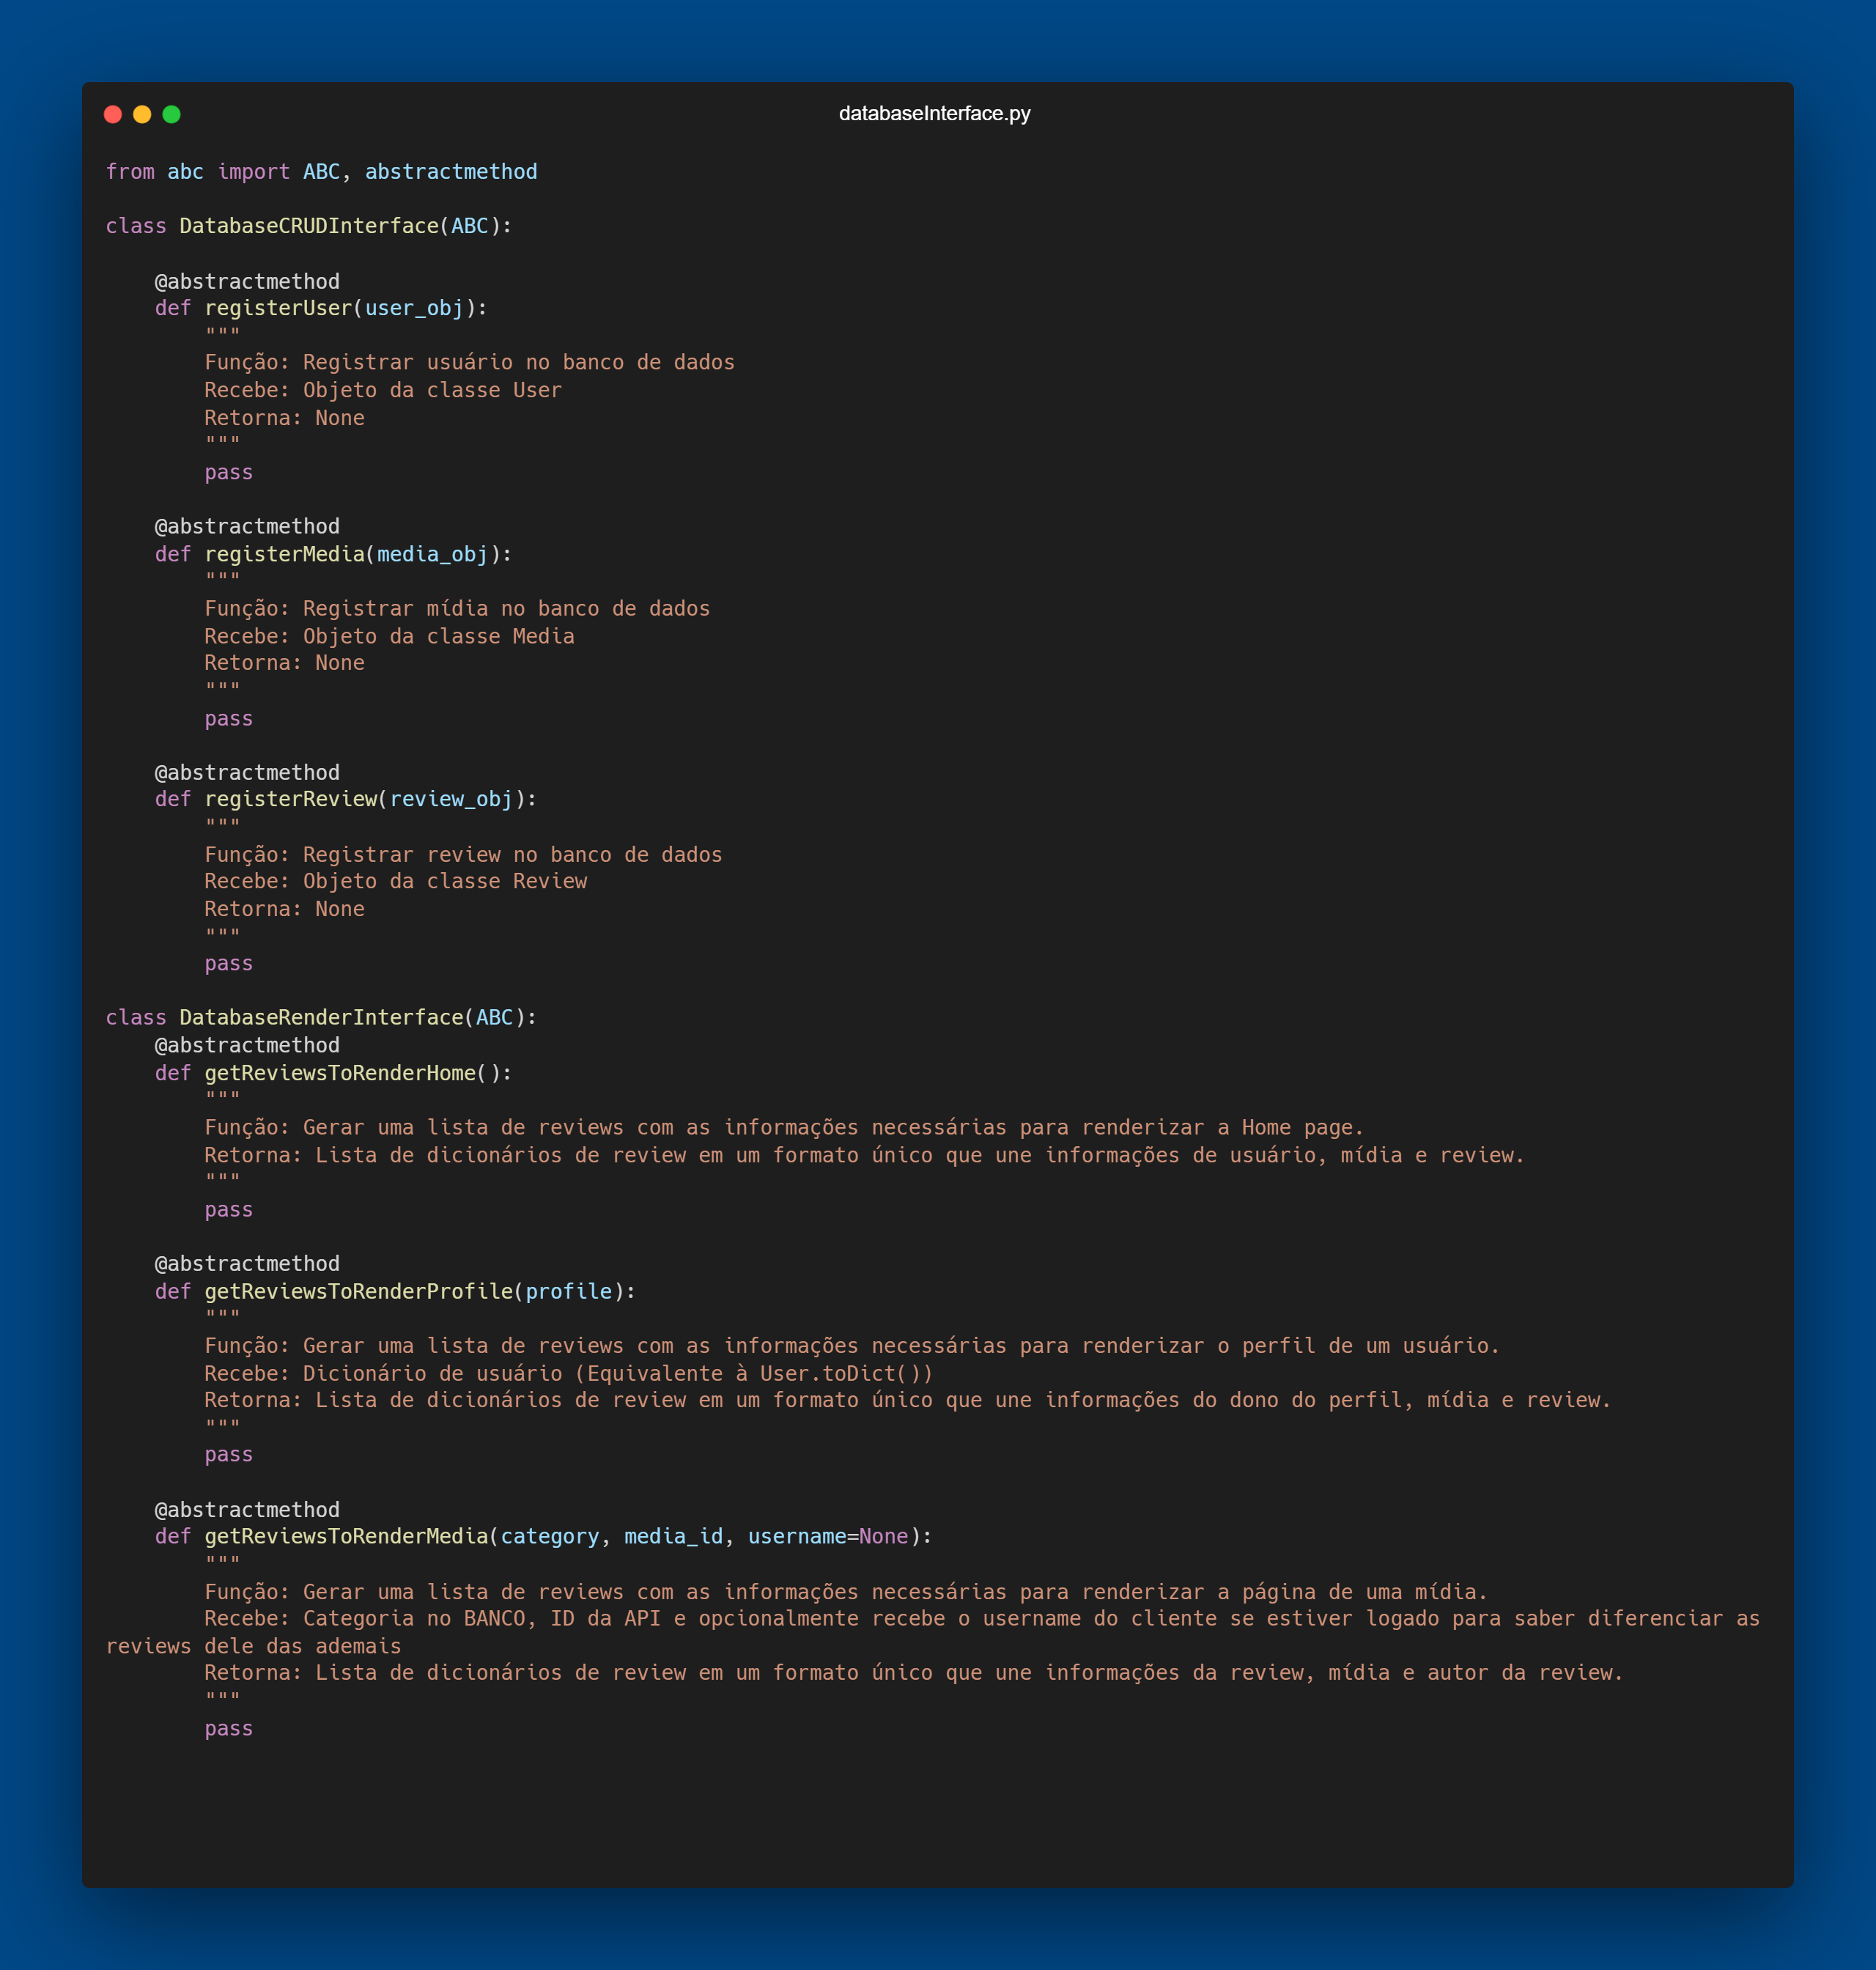 databaseInterface.py
from abc import ABC, abstractmethod
class DatabaseCRUDInterface(ABC):
@abstractmethod
def registerUser(user_obj):
"""
Função: Registrar usuário no banco de dados
Recebe: Objeto da classe User
Retorna: None
"""
pass
@abstractmethod
def registerMedia(media_obj):
"""
Função: Registrar mídia no banco de dados
Recebe: Objeto da classe Media
Retorna: None
"""
pass
@abstractmethod
def registerReview(review_obj):
"""
Função: Registrar review no banco de dados
Recebe: Objeto da classe Review
Retorna: None
"""
pass
class DatabaseRenderInterface(ABC):
@abstractmethod
def getReviewsToRenderHome():
"""
Função: Gerar uma lista de reviews com as informações necessárias para renderizar a Home page.
Retorna: Lista de dicionários de review em um formato único que une informações de usuário, mídia e review.
"""
pass
@abstractmethod
def getReviewsToRenderProfile(profile):
"""
Função: Gerar uma lista de reviews com as informações necessárias para renderizar o perfil de um usuário.
Recebe: Dicionário de usuário (Equivalente à User.toDict())
Retorna: Lista de dicionários de review em um formato único que une informações do dono do perfil, mídia e review.
"""
pass
@abstractmethod
def getReviewsToRenderMedia(category, media_id, username=None):
"""
Função: Gerar uma lista de reviews com as informações necessárias para renderizar a página de uma mídia.
Recebe: Categoria no BANCO, ID da API e opcionalmente recebe o username do cliente se estiver logado para saber diferenciar as
reviews dele das ademais
Retorna: Lista de dicionários de review em um formato único que une informações da review, mídia e autor da review.
"""
pass